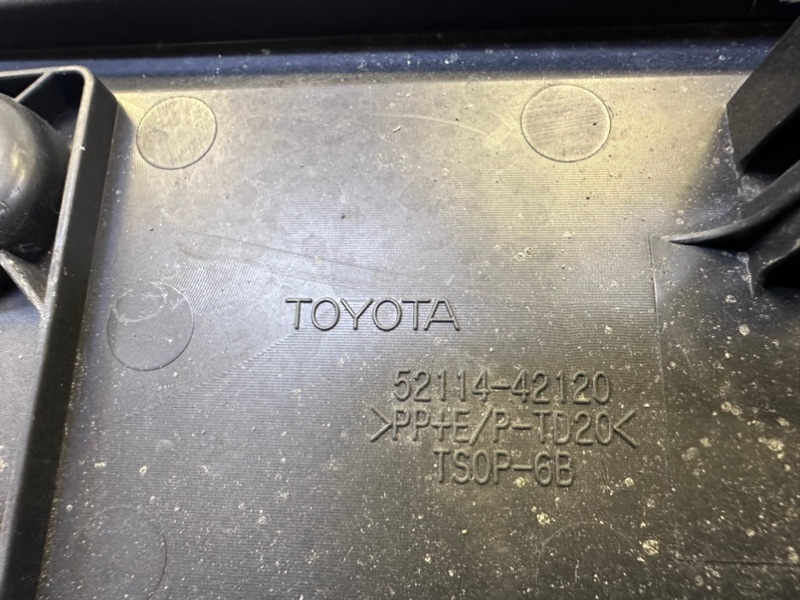 TOYOTA
52114-42120
>PP+E/P-TD20<
TSOP-6B